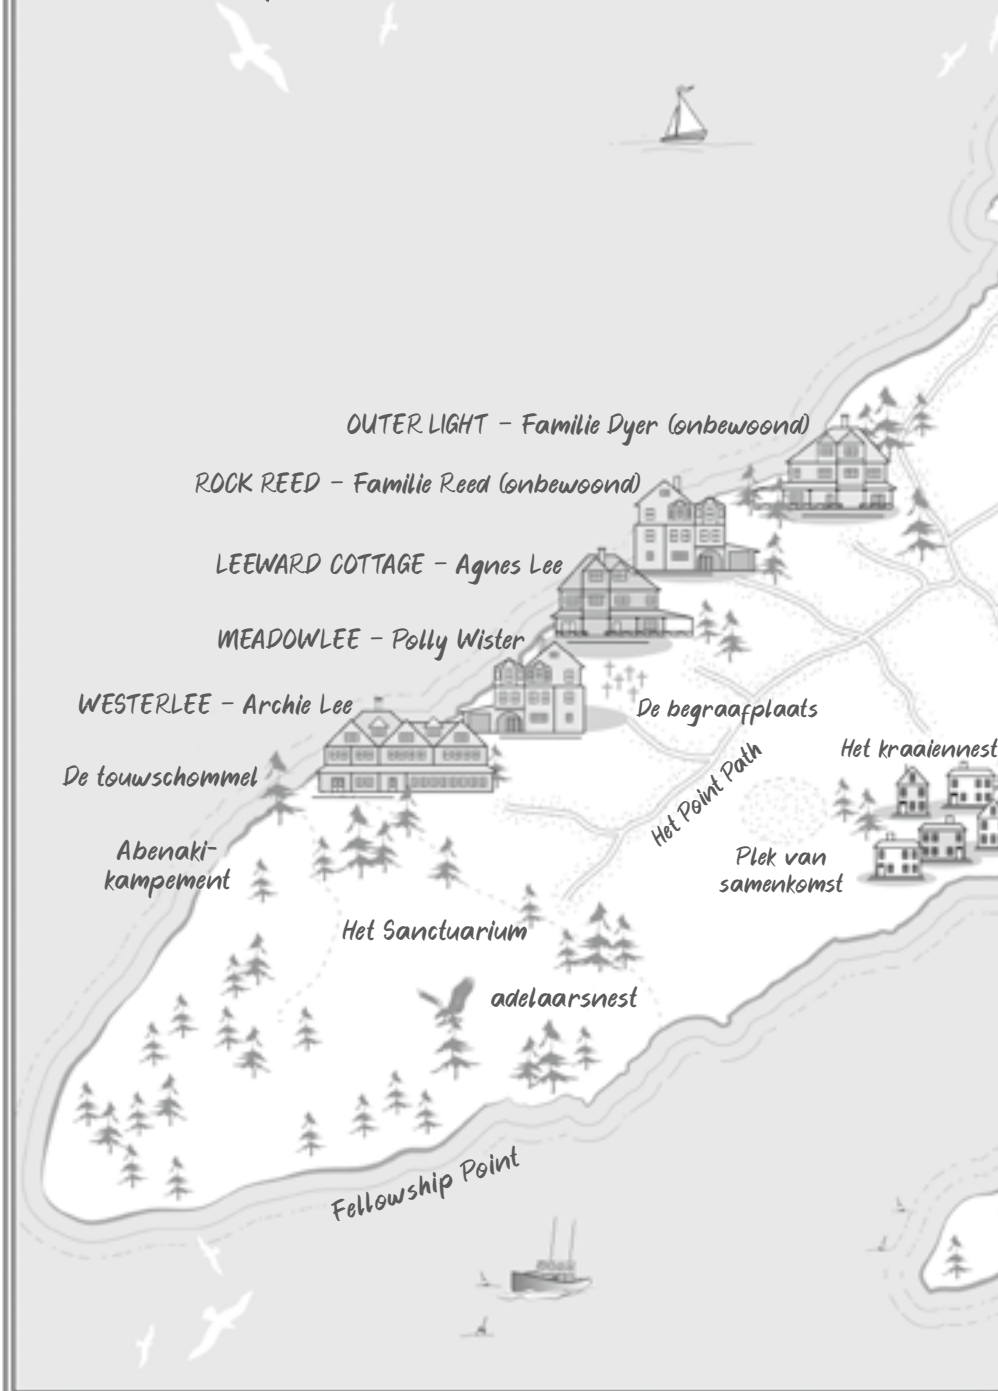 OUTER LIGHT – Familie Dyer (onbewoond)
ROCK REED – Familie Reed (onbewoond)
LEEWARD COTTAGE – Agnes Lee
MEADOWLEE – Polly Wister
WESTERLEE – Archie Lee
De begraafplaats
De touwschommel
Het Point Path
Het kraaiennest
Abenaki-
kampement
Plek van
samenkomst
Het Sanctuarium
adelaarsnest
Fellowship Point